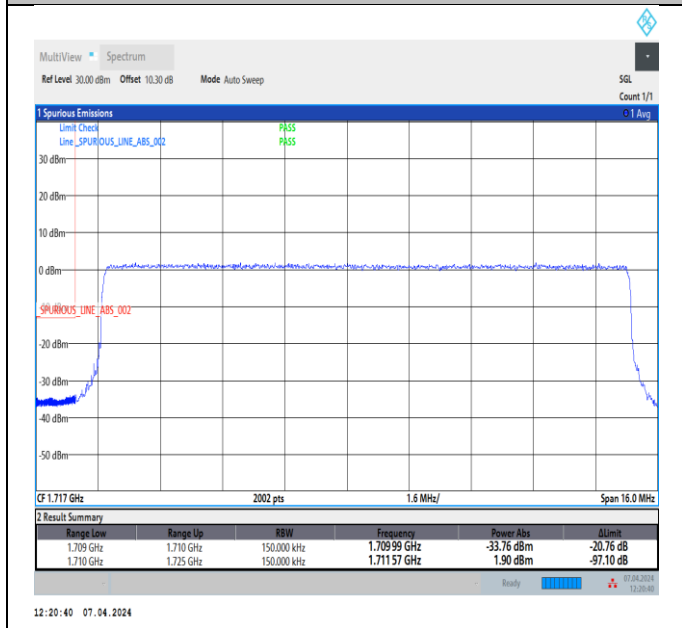 MultiView Spectrum
Ref Level 30.00 dBm Offset 10.30 dB Mode Auto Sweep SGL
Count 1/1
1 Spurious Emissions 1 Avg
Limit Check PASS
Line _SPURIOUS_LINE_ABS_002 PASS
30 dBm
20 dBm
10 dBm
0 dBm
_SPURIOUS_LINE_ABS_002
-20 dBm
-30 dBm
-40 dBm
-50 dBm
CF 1.717 GHz 2002 pts 1.6 MHz/ Span 16.0 MHz
2 Result Summary
Range Low Range Up RBW Frequency Power Abs ΔLimit
1.709 GHz 1.710 GHz 150.000 kHz 1.70999 GHz -33.76 dBm -20.76 dB
1.710 GHz 1.725 GHz 150.000 kHz 1.71157 GHz 1.90 dBm -97.10 dB
Ready 07.04.2024
12:20:40
12:20:40 07.04.2024